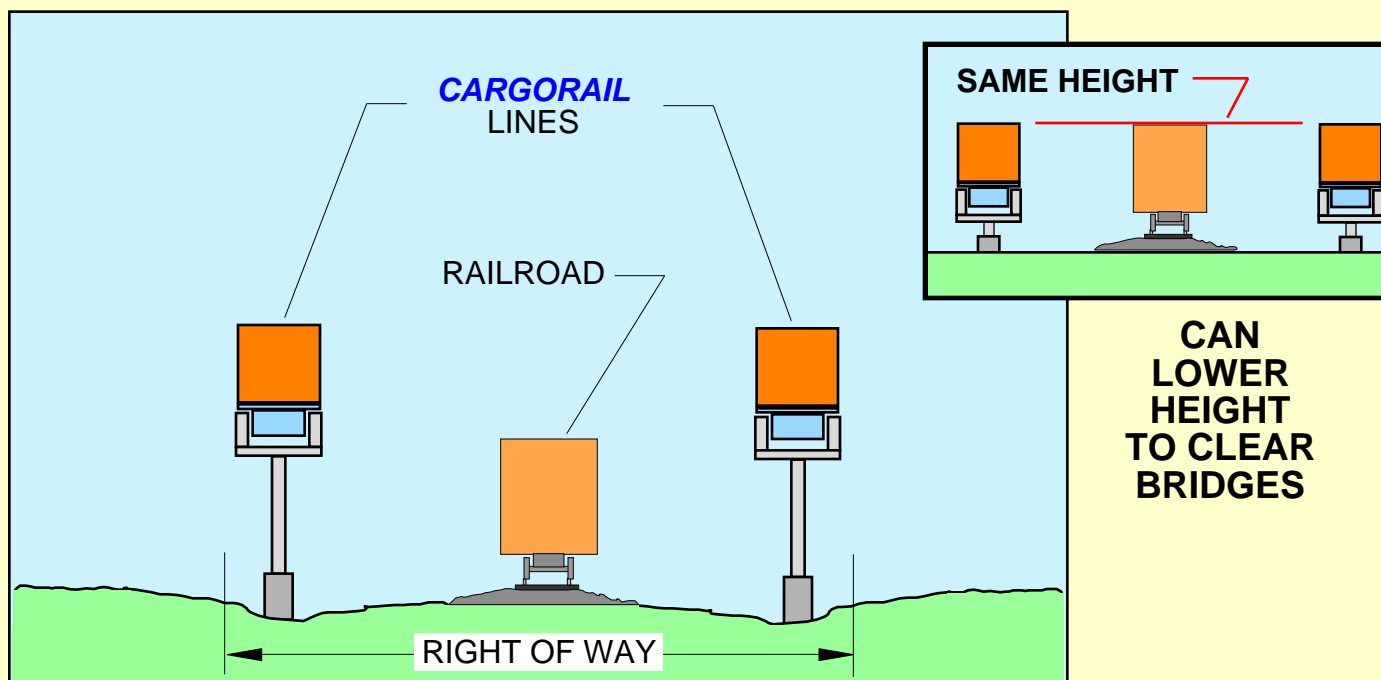 CARGORAIL
LINES
RAILROAD
RIGHT OF WAY
SAME HEIGHT
CAN
LOWER
HEIGHT
TO CLEAR
BRIDGES